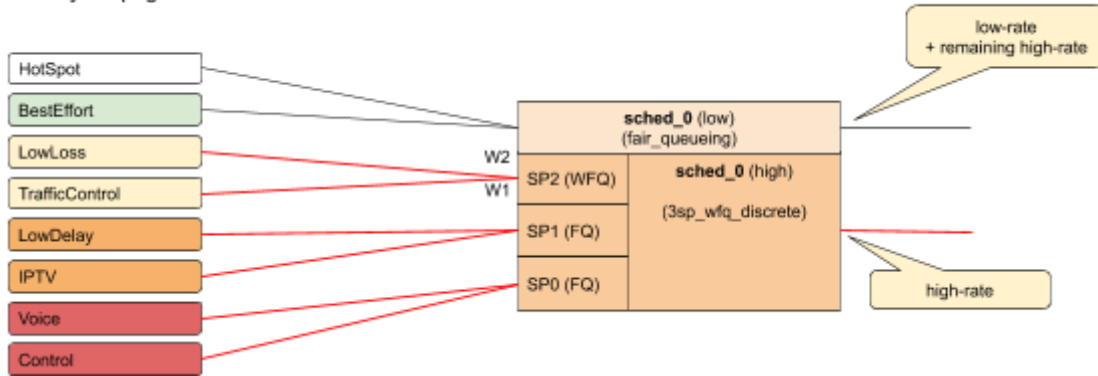 low-rate
+ remaining high-rate
HotSpot
BestEffort
LowLoss
TrafficControl
LowDelay
IPTV
Voice
Control
W2
W1
sched_0 (low)
(fair_queueing)
SP2 (WFQ)
SP1 (FQ)
SP0 (FQ)
sched_0 (high)
(3sp_wfq_discrete)
high-rate